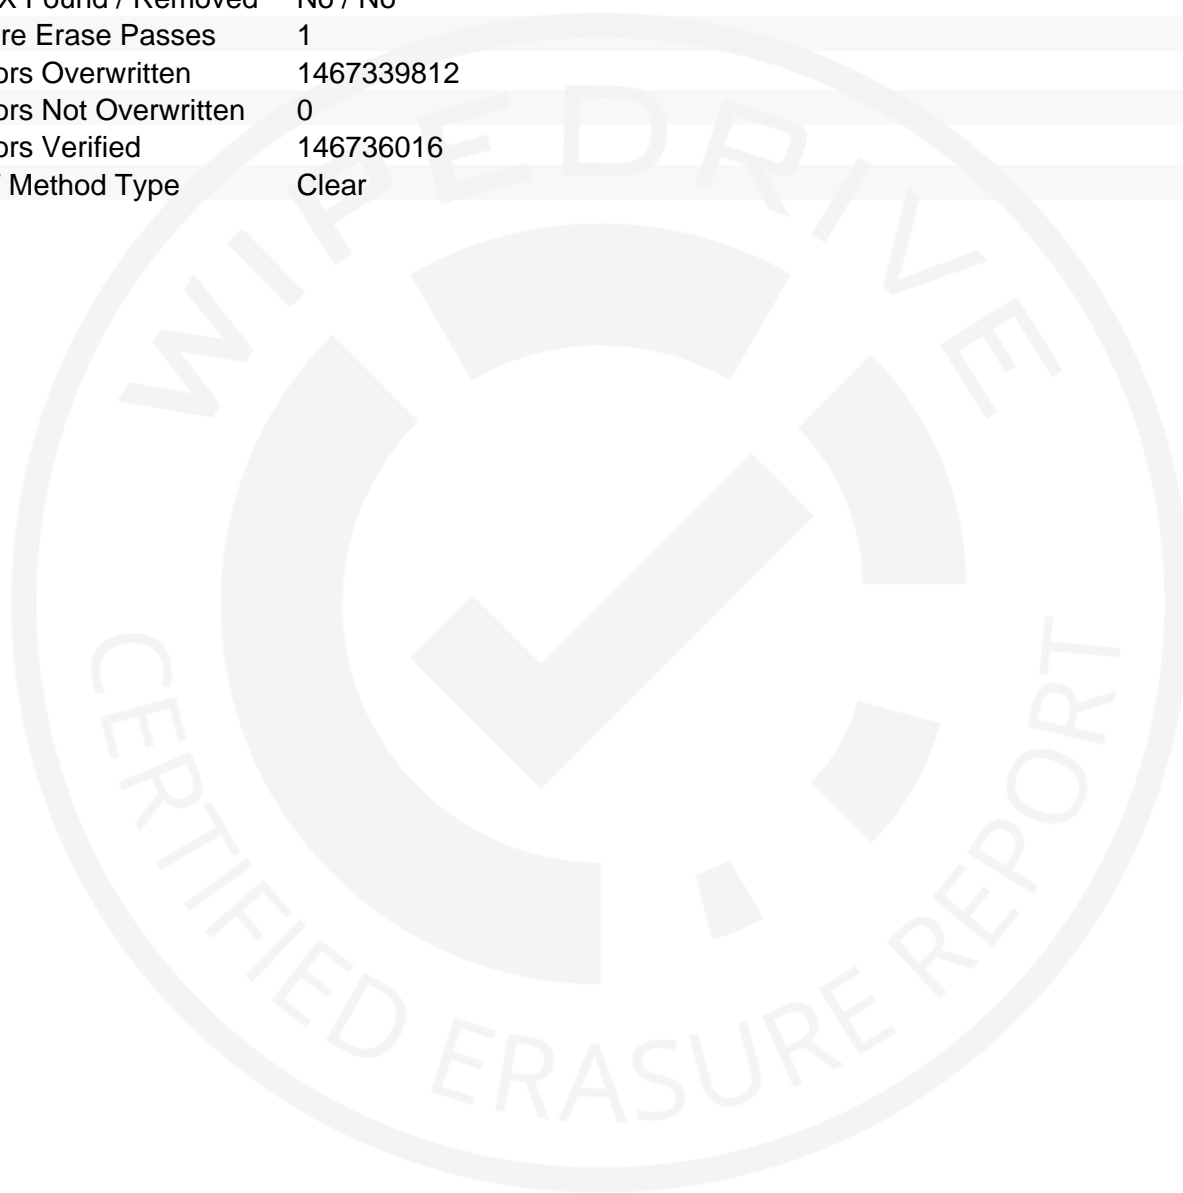 X Found / Removed No / No
re Erase Passes 1
ors Overwritten 1467339812
ors Not Overwritten 0
ors Verified 146736016
Method Type Clear
WIPEDRIVE
CERTIFIED ERASURE REPORT